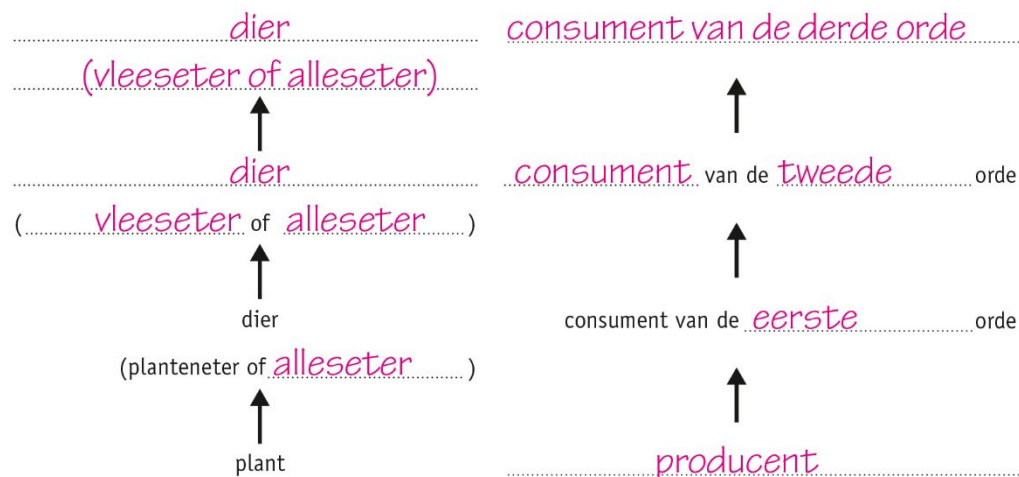 dier
(vleeseter of alleseter)
dier
( vleeseter of alleseter )
dier
(planteneter of alleseter )
plant
consument van de derde orde
consument van de tweede orde
consument van de eerste orde
producent